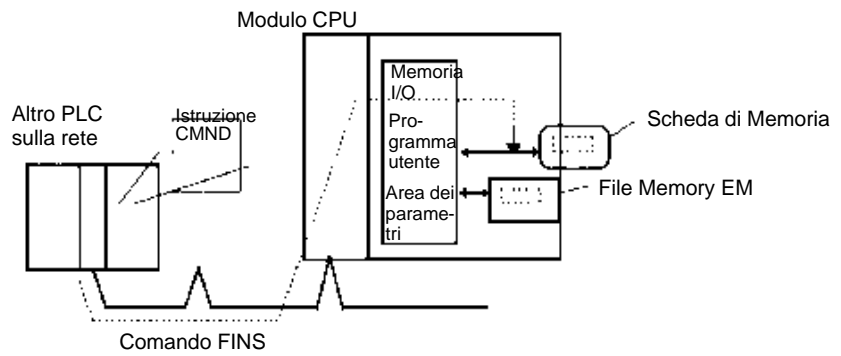 Modulo CPU
Altro PLC
sulla rete
Istruzione
CMND
Memoria
I/O
Pro-
gramma
utente
Area dei
parame-
tri
Scheda di Memoria
File Memory EM
Comando FINS